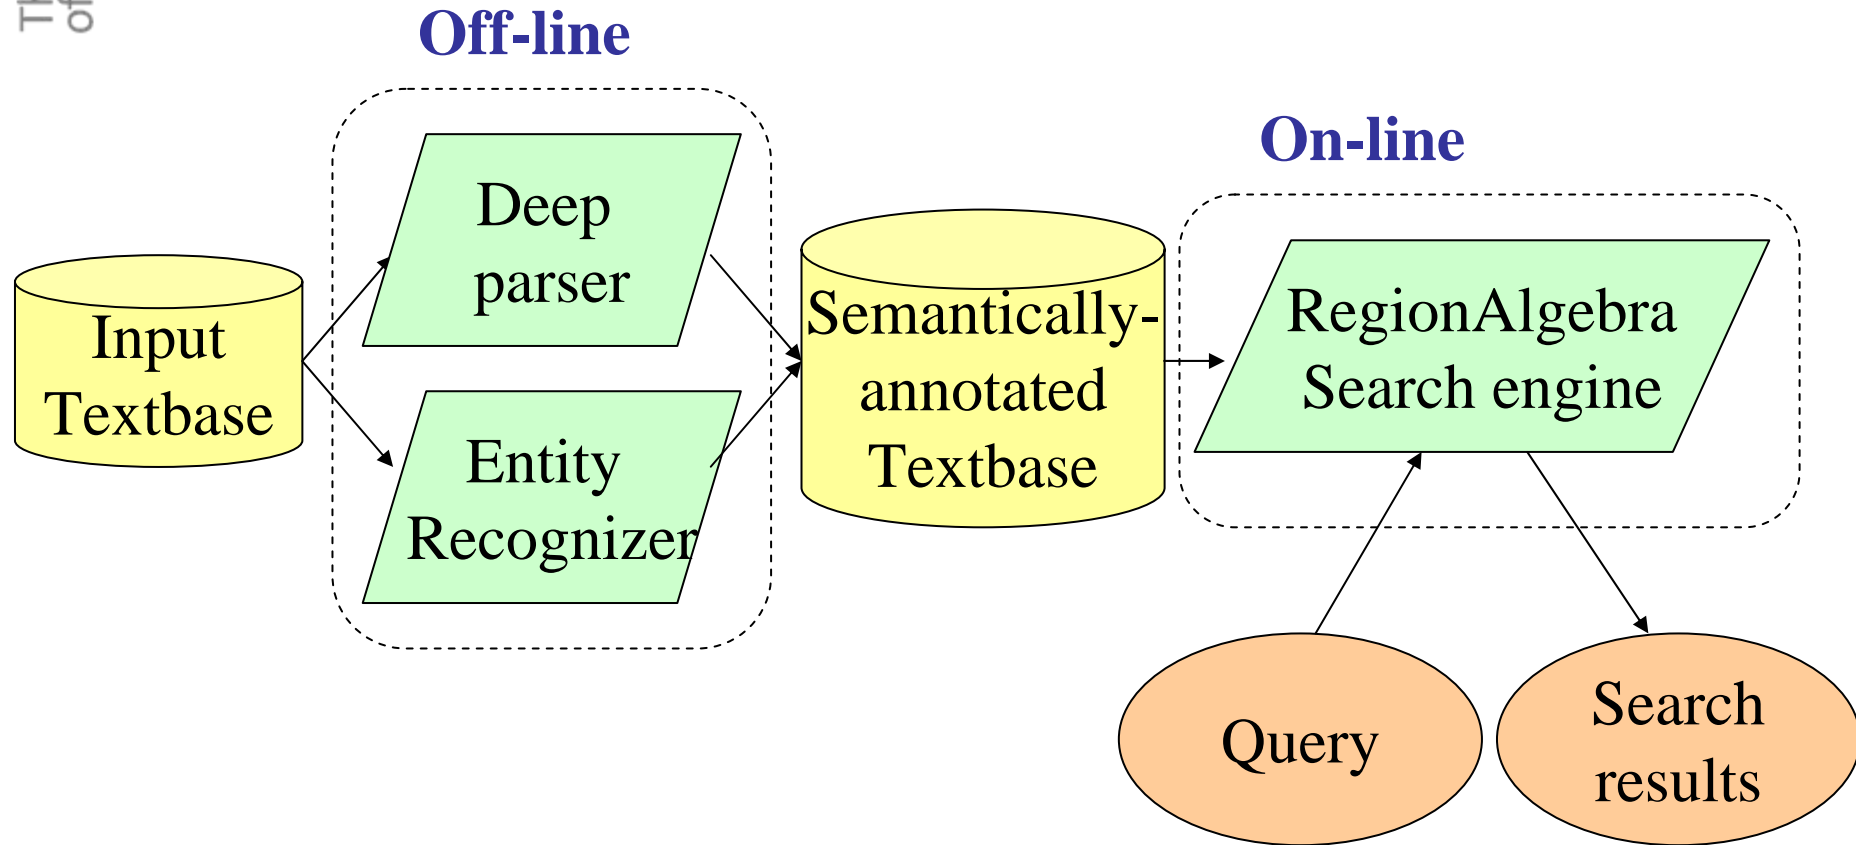 Off-line
On-line
Deep
parser
Input
Textbase
Entity
Recognizer
Semantically-
annotated
Textbase
RegionAlgebra
Search engine
Query
Search
results